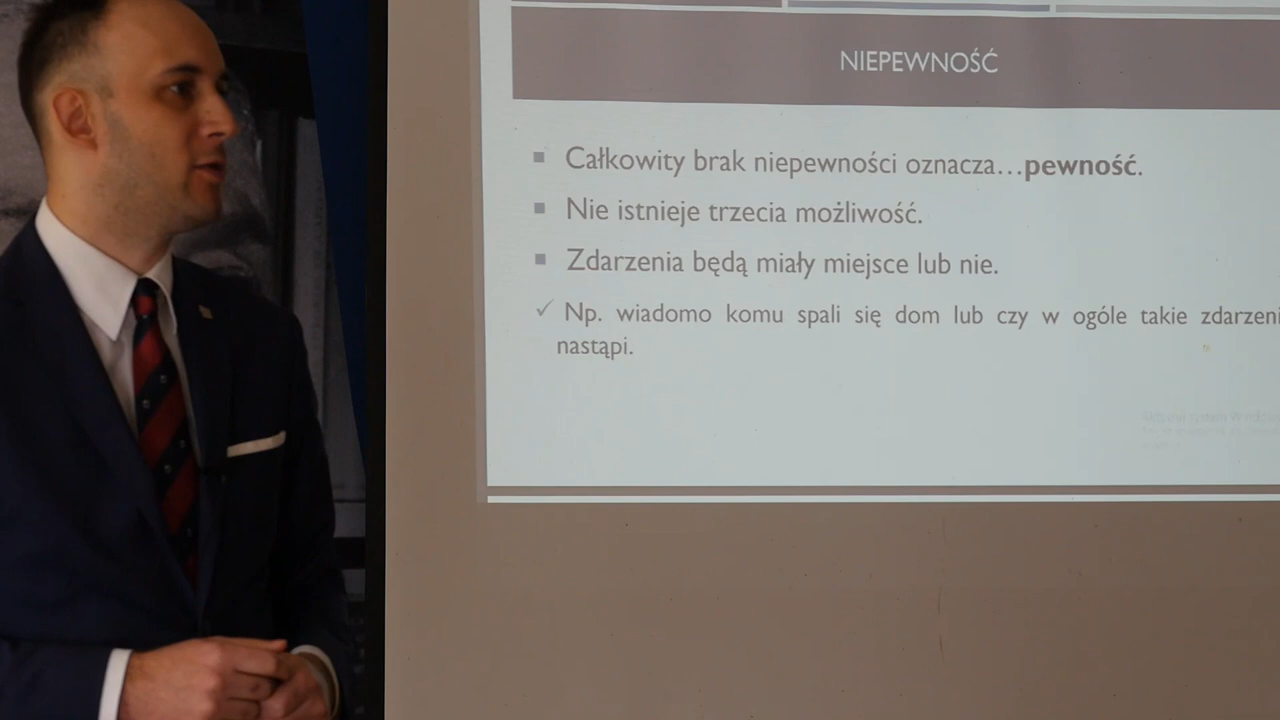 NIEPEWNOŚĆ
Całkowity brak niepewności oznacza...pewność.
Nie istnieje trzecia możliwość.
Zdarzenia będą miały miejsce lub nie.
Np. wiadomo komu spali się dom lub czy w ogóle takie zdarzeni
nastąpi.